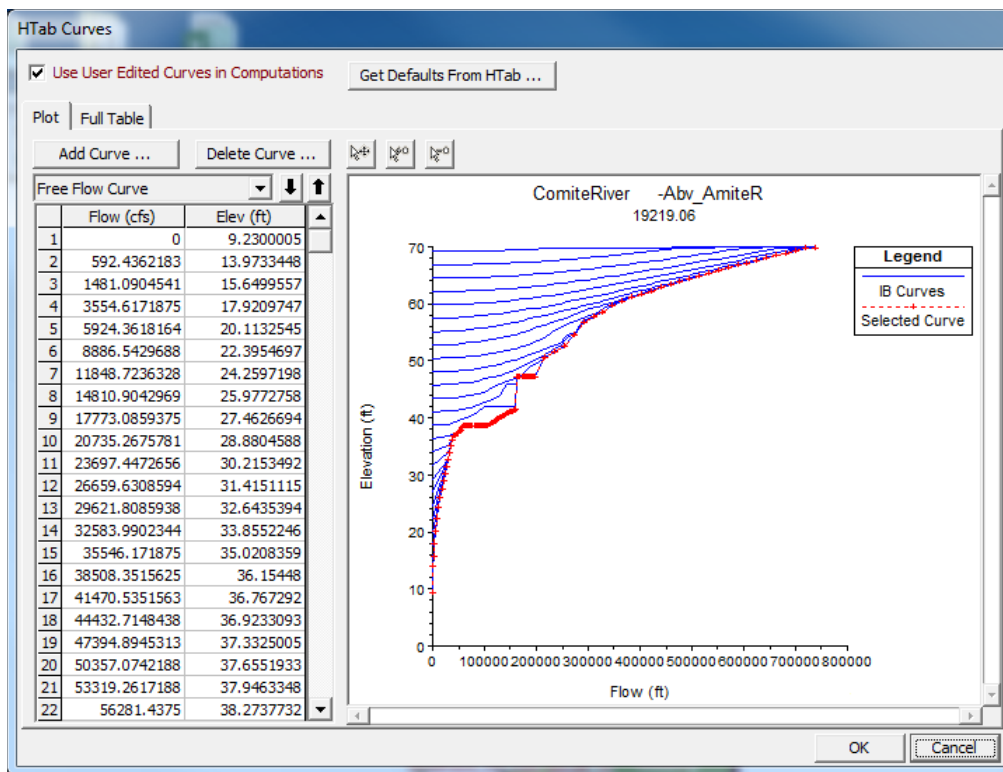 HTab Curves
Use User Edited Curves in Computations
Get Defaults From HTab ...
Plot
Full Table
Add Curve ...
Delete Curve ...
Free Flow Curve
Flow (cfs) Elev (ft)
1 0 9.2300005
2 592.4362183 13.9733448
3 1481.0904541 15.6499557
4 3554.6171875 17.9209747
5 5924.3618164 20.1132545
6 8886.5429688 22.3954697
7 11848.7236328 24.2597198
8 14810.9042969 25.9772758
9 17773.0859375 27.4626694
10 20735.2675781 28.8804588
11 23697.4472656 30.2153492
12 26659.6308594 31.4151115
13 29621.8085938 32.6435394
14 32583.9902344 33.8552246
15 35546.171875 35.0208359
16 38508.3515625 36.15448
17 41470.5351563 36.767292
18 44432.7148438 36.9233093
19 47394.8945313 37.3325005
20 50357.0742188 37.6551933
21 53319.2617188 37.9463348
22 56281.4375 38.2737732
ComiteRiver -Abv_AmiteR
19219.06
70
60
50
40
30
20
10
0
Elevation (ft)
0 100000 200000 300000 400000 500000 600000 700000 800000
Flow (ft)
Legend
IB Curves
Selected Curve
OK
Cancel